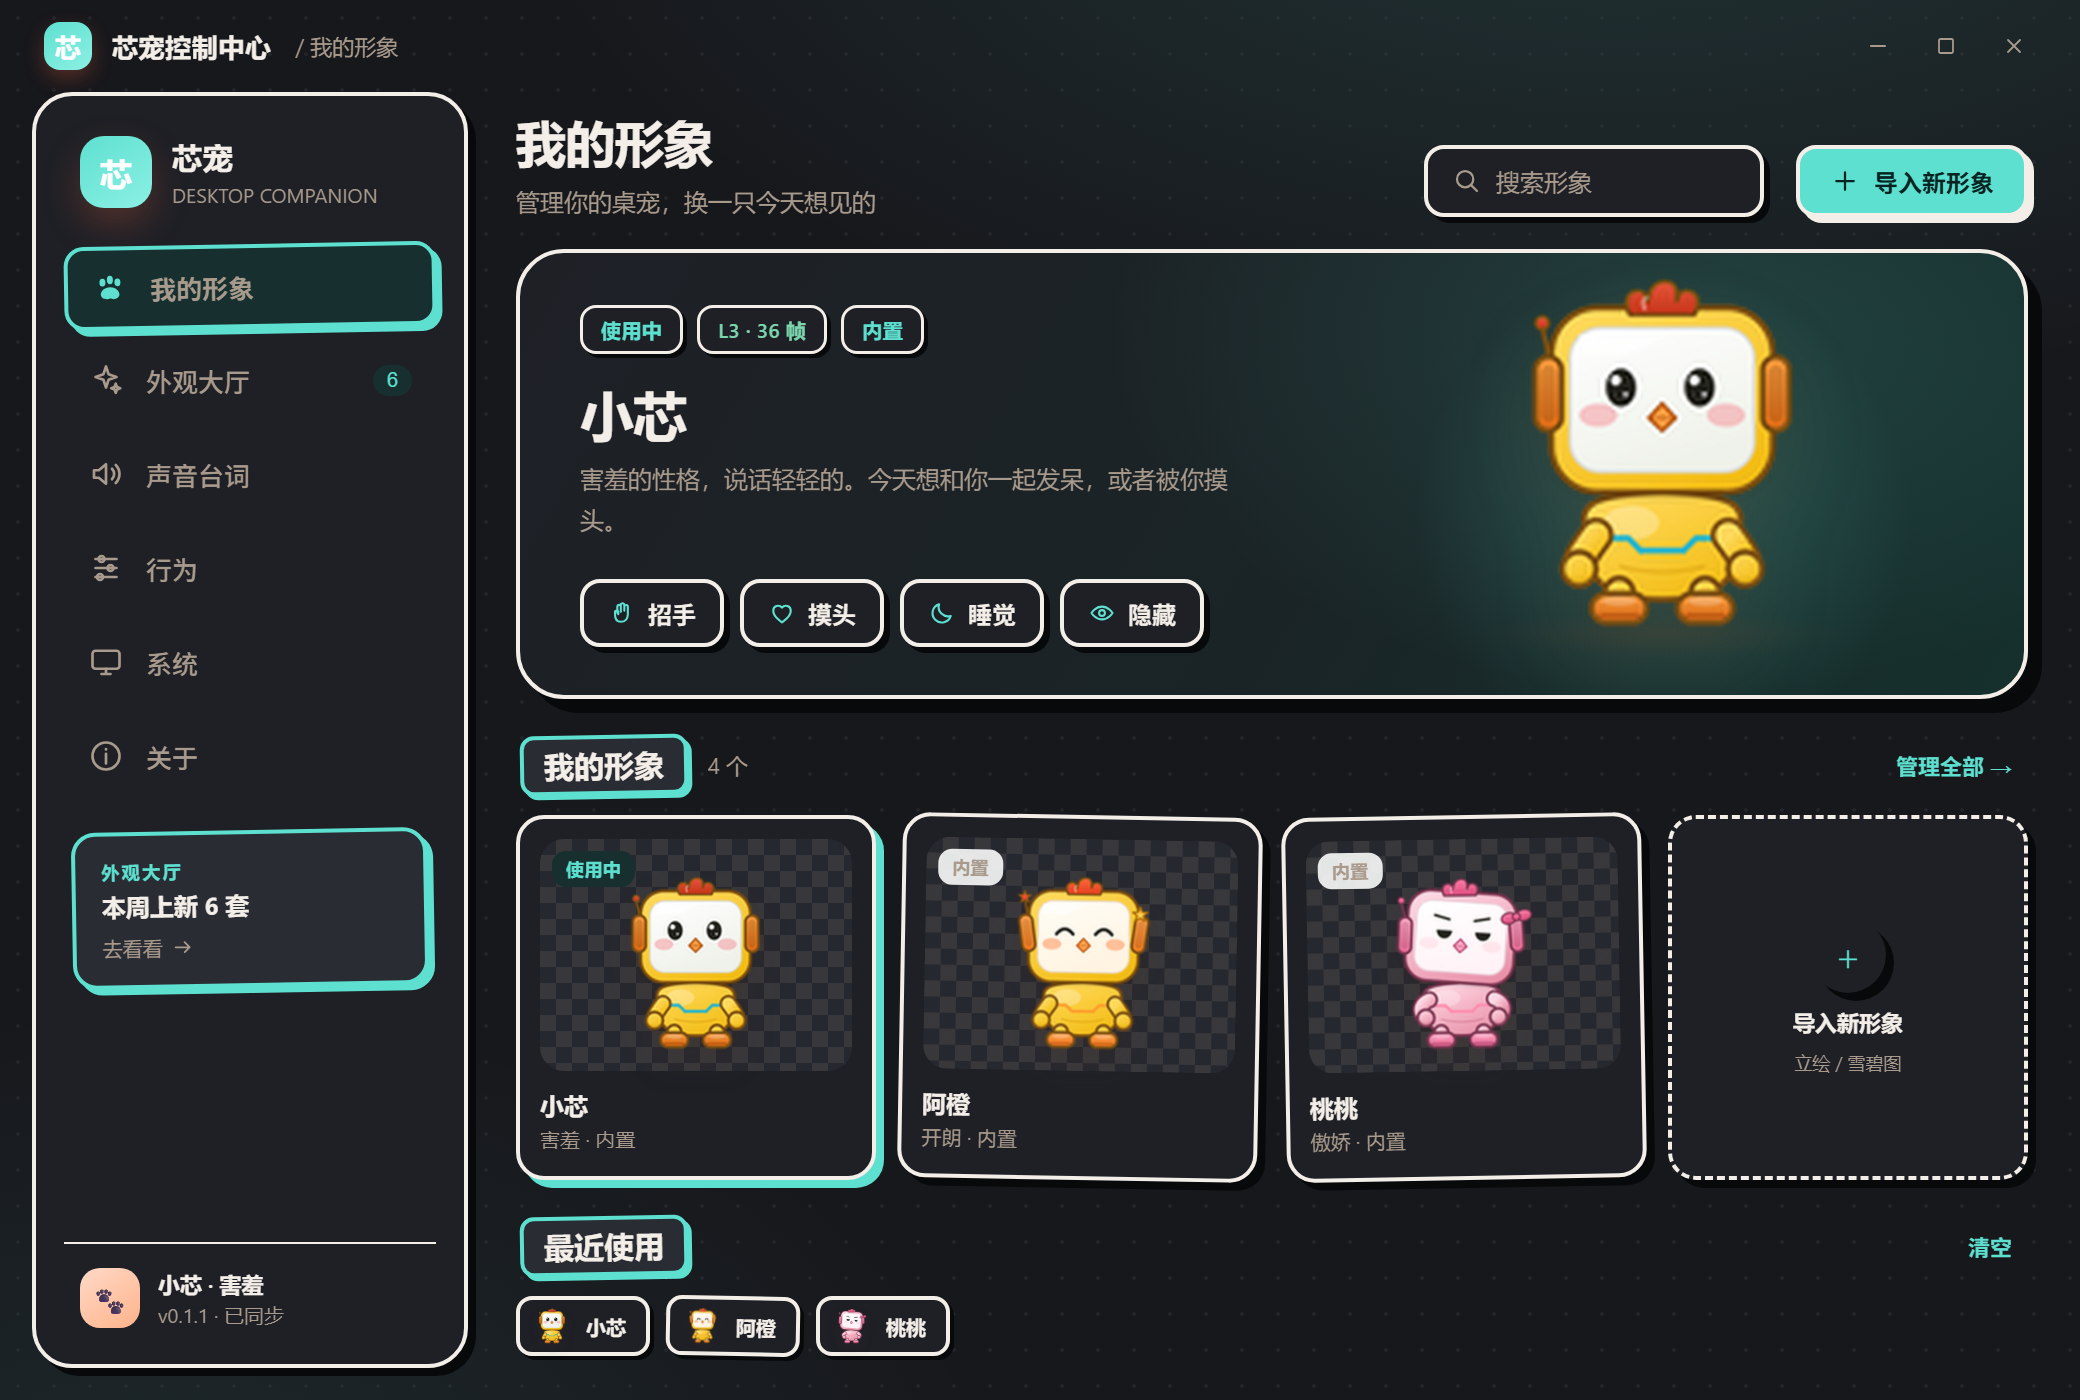 芯 芯宠控制中心 / 我的形象
芯 芯宠
DESKTOP COMPANION
我的形象
外观大厅 6
声音台词
行为
系统
关于
外观大厅
本周上新 6 套
去看看 →
小芯 · 害羞
v0.1.1 · 已同步
我的形象
管理你的桌宠，换一只今天想见的
搜索形象
导入新形象
使用中 L3 · 36 帧 内置
小芯
害羞的性格，说话轻轻的。今天想和你一起发呆，或者被你摸
头。
招手 摸头 睡觉 隐藏
我的形象 4 个 管理全部 →
使用中
小芯
害羞 · 内置
内置
阿橙
开朗 · 内置
内置
桃桃
傲娇 · 内置
导入新形象
立绘 / 雪碧图
最近使用 清空
小芯 阿橙 桃桃